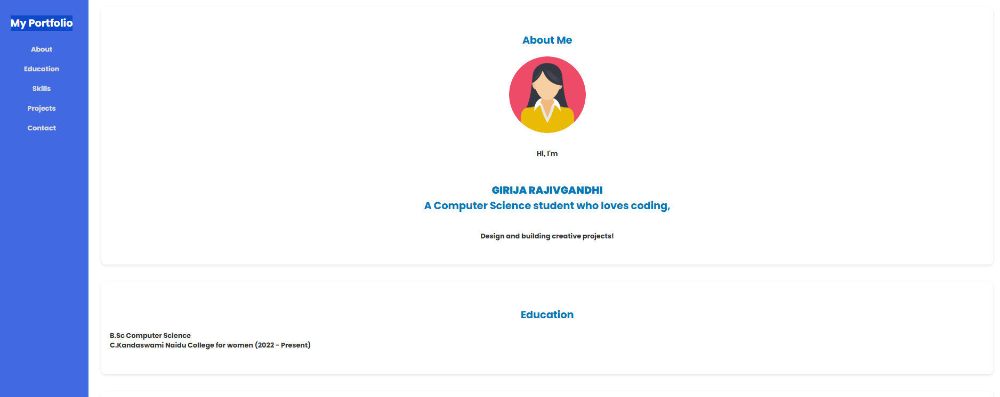 My Portfolio
About
Education
Skills
Projects
Contact
About Me
Hi, I'm
GIRIJA RAJIVGANDHI
A Computer Science student who loves coding,
Design and building creative projects!
Education
B.Sc Computer Science
C.Kandaswami Naidu College for women (2022 - Present)